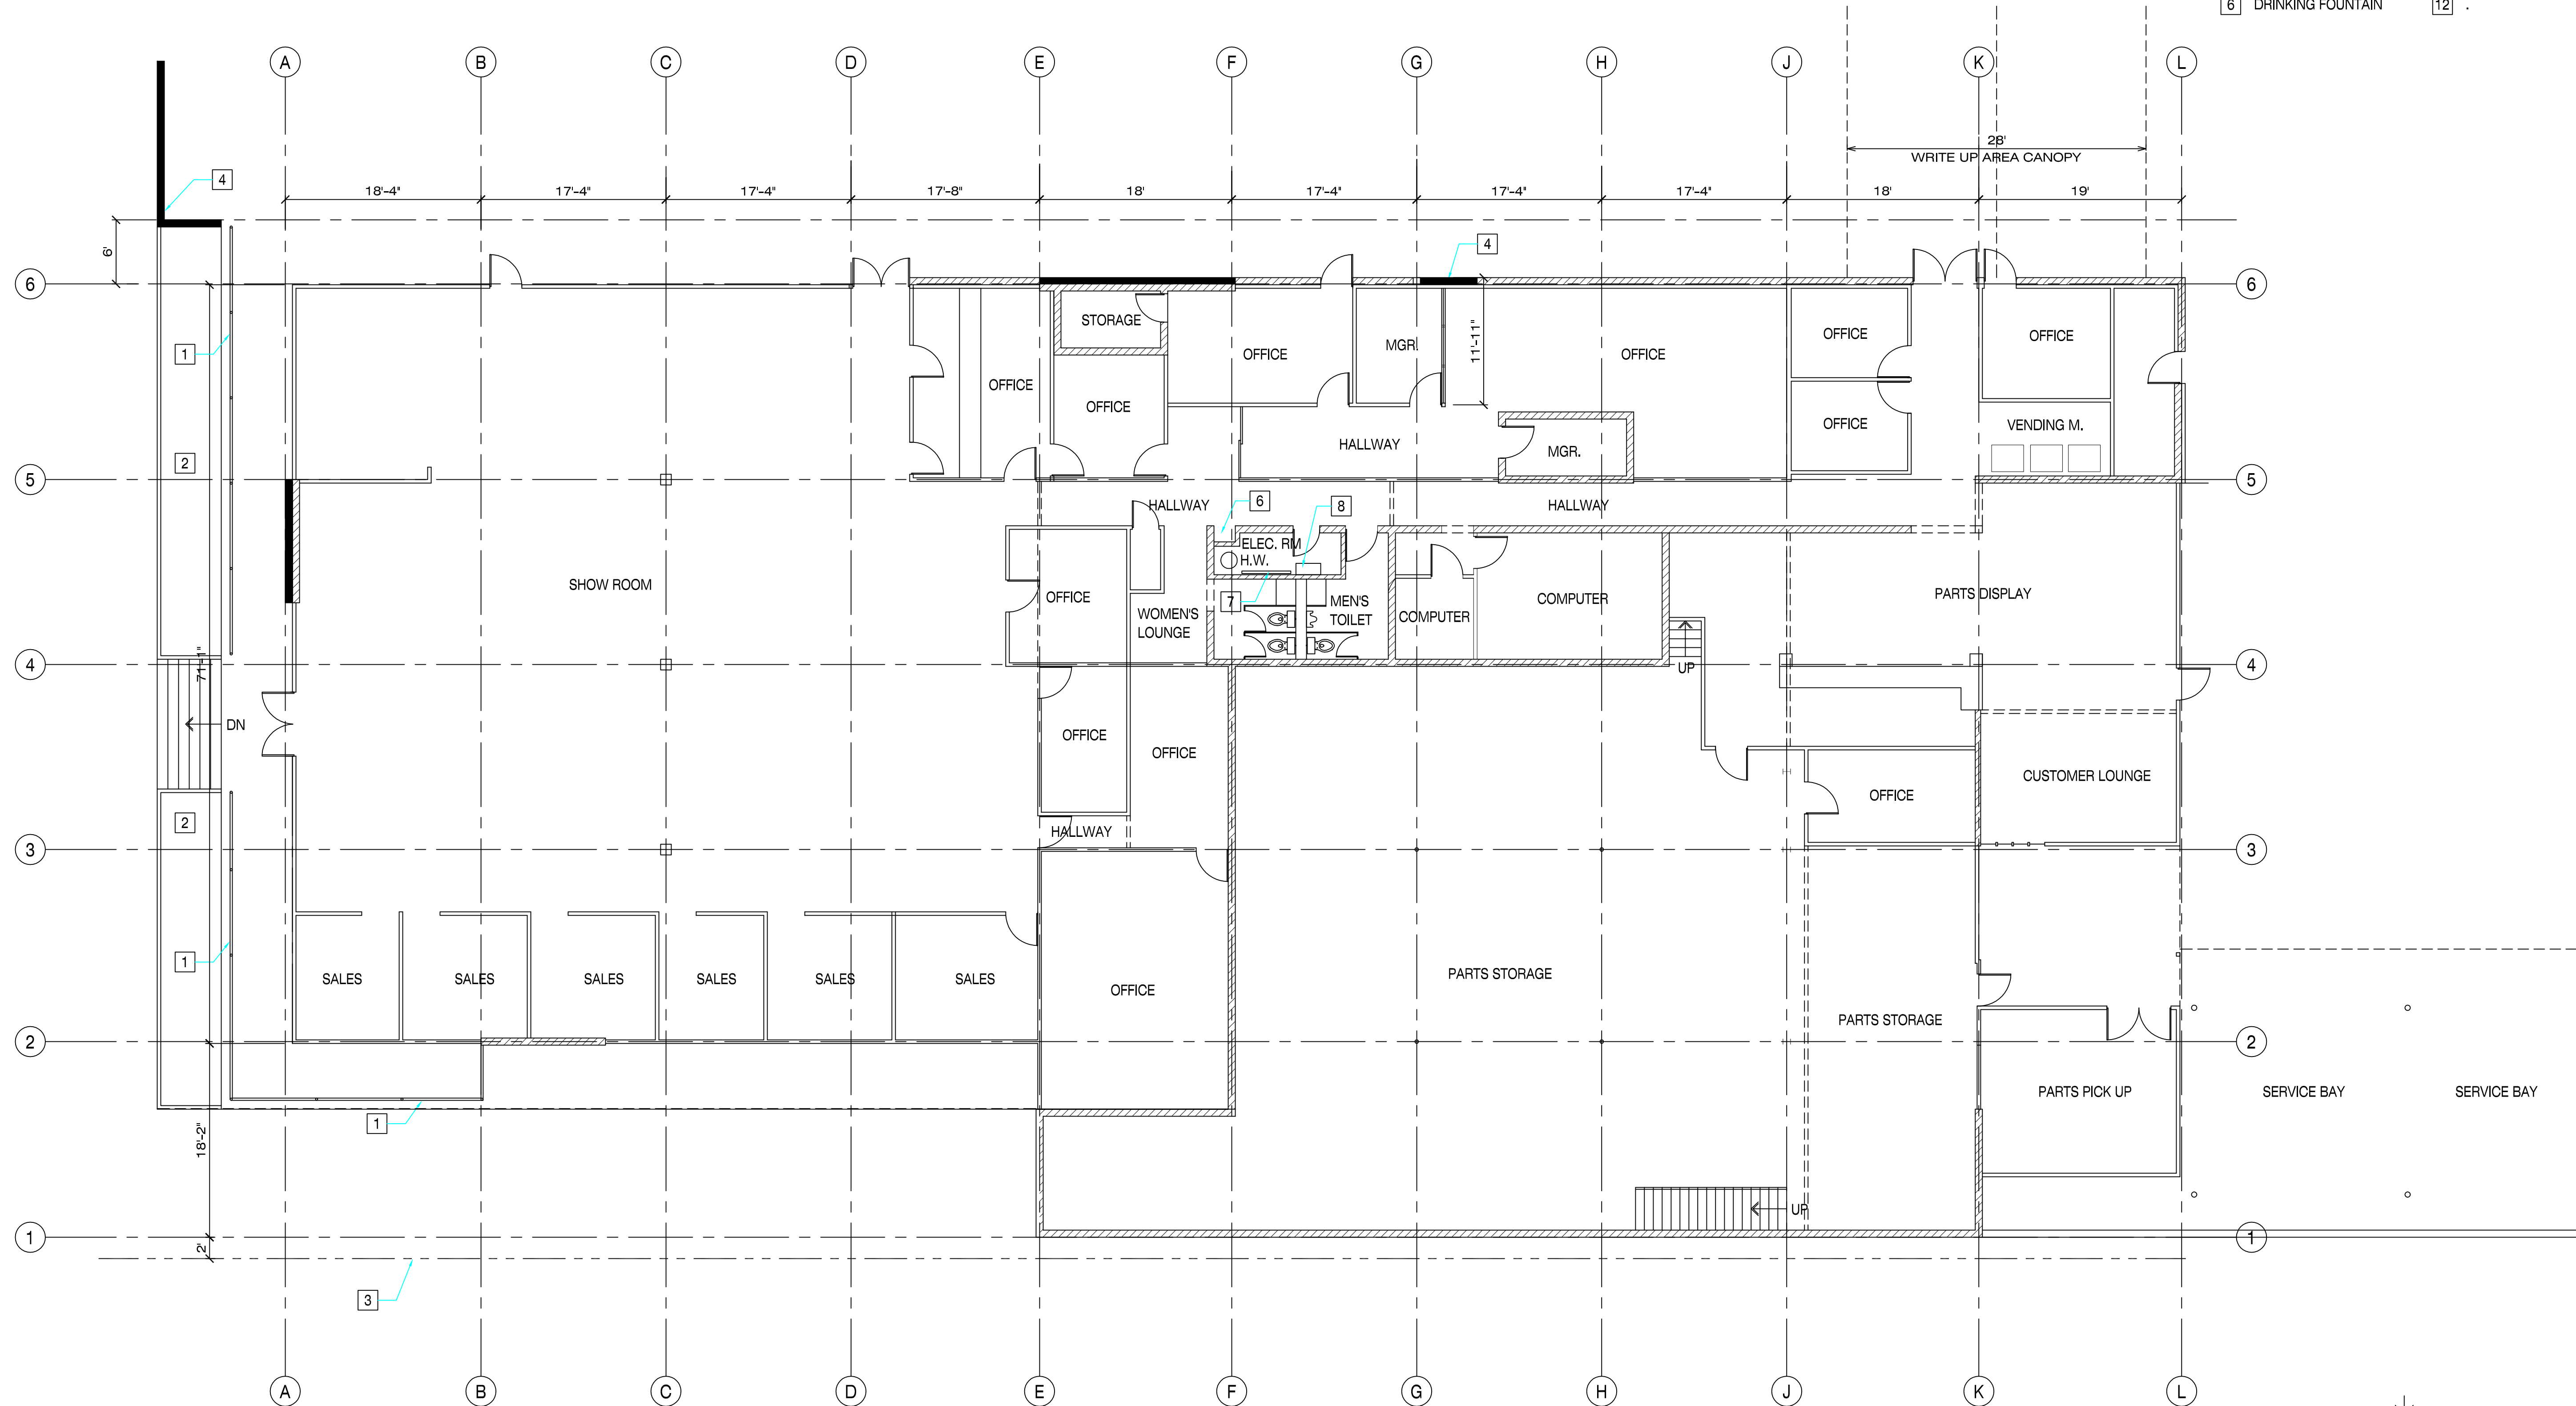 6 DRINKING FOUNTAIN 12 .
A B C D E F G H J K L
28'
WRITE UP AREA CANOPY
4
18'-4" 17'-4" 17'-4" 17'-8" 18' 17'-4" 17'-4" 17'-4" 18' 19'
6'
4
6 6
STORAGE
11'-11"
OFFICE OFFICE
MGR.
1
OFFICE OFFICE
OFFICE
OFFICE
OFFICE
OFFICE
VENDING M.
HALLWAY
MGR.
2
5 5
6
8
HALLWAY HALLWAY
ELEC. RM
H.W.
SHOW ROOM
OFFICE
7
MEN'S
TOILET
COMPUTER
COMPUTER
PARTS DISPLAY
WOMEN'S
LOUNGE
4 4
71'-1"
UP
DN
OFFICE
OFFICE
CUSTOMER LOUNGE
OFFICE
2
HALLWAY
3 3
1
SALES SALES SALES SALES SALES SALES
OFFICE
PARTS STORAGE
PARTS STORAGE
2 2
PARTS PICK UP
SERVICE BAY SERVICE BAY
1
18'-2"
UP
1 1
2'
3
A B C D E F G H J K L